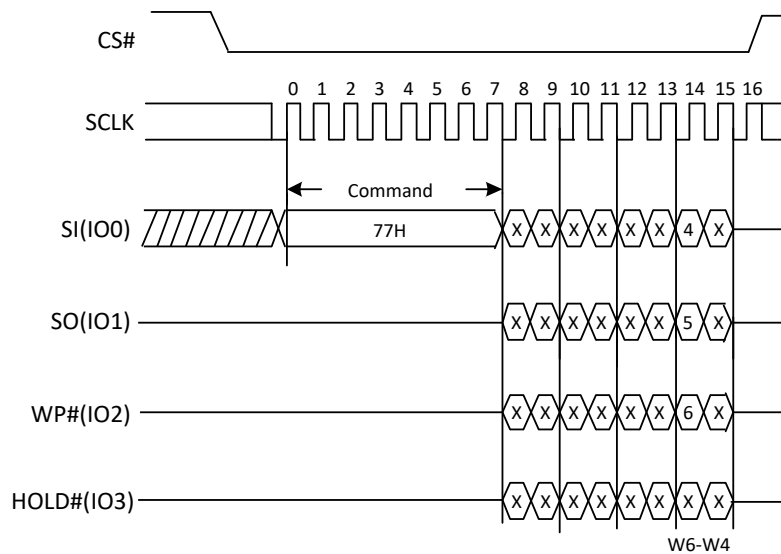 CS#
0 1 2 3 4 5 6 7 8 9 10 11 12 13 14 15 16
SCLK
Command
SI(IO0) 77H X X X X X X 4 X
SO(IO1) X X X X X X 5 X
WP#(IO2) X X X X X X 6 X
HOLD#(IO3) X X X X X X X X
W6-W4